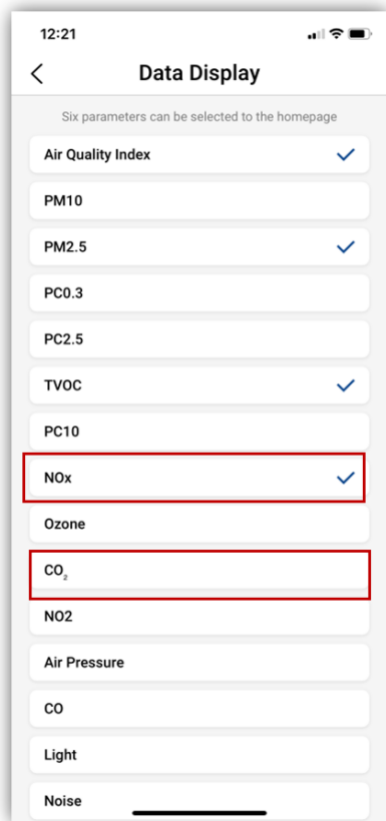 12:21
Data Display
Six parameters can be selected to the homepage
Air Quality Index
PM10
PM2.5
PC0.3
PC2.5
TVOC
PC10
NOx
Ozone
CO₂
NO2
Air Pressure
CO
Light
Noise